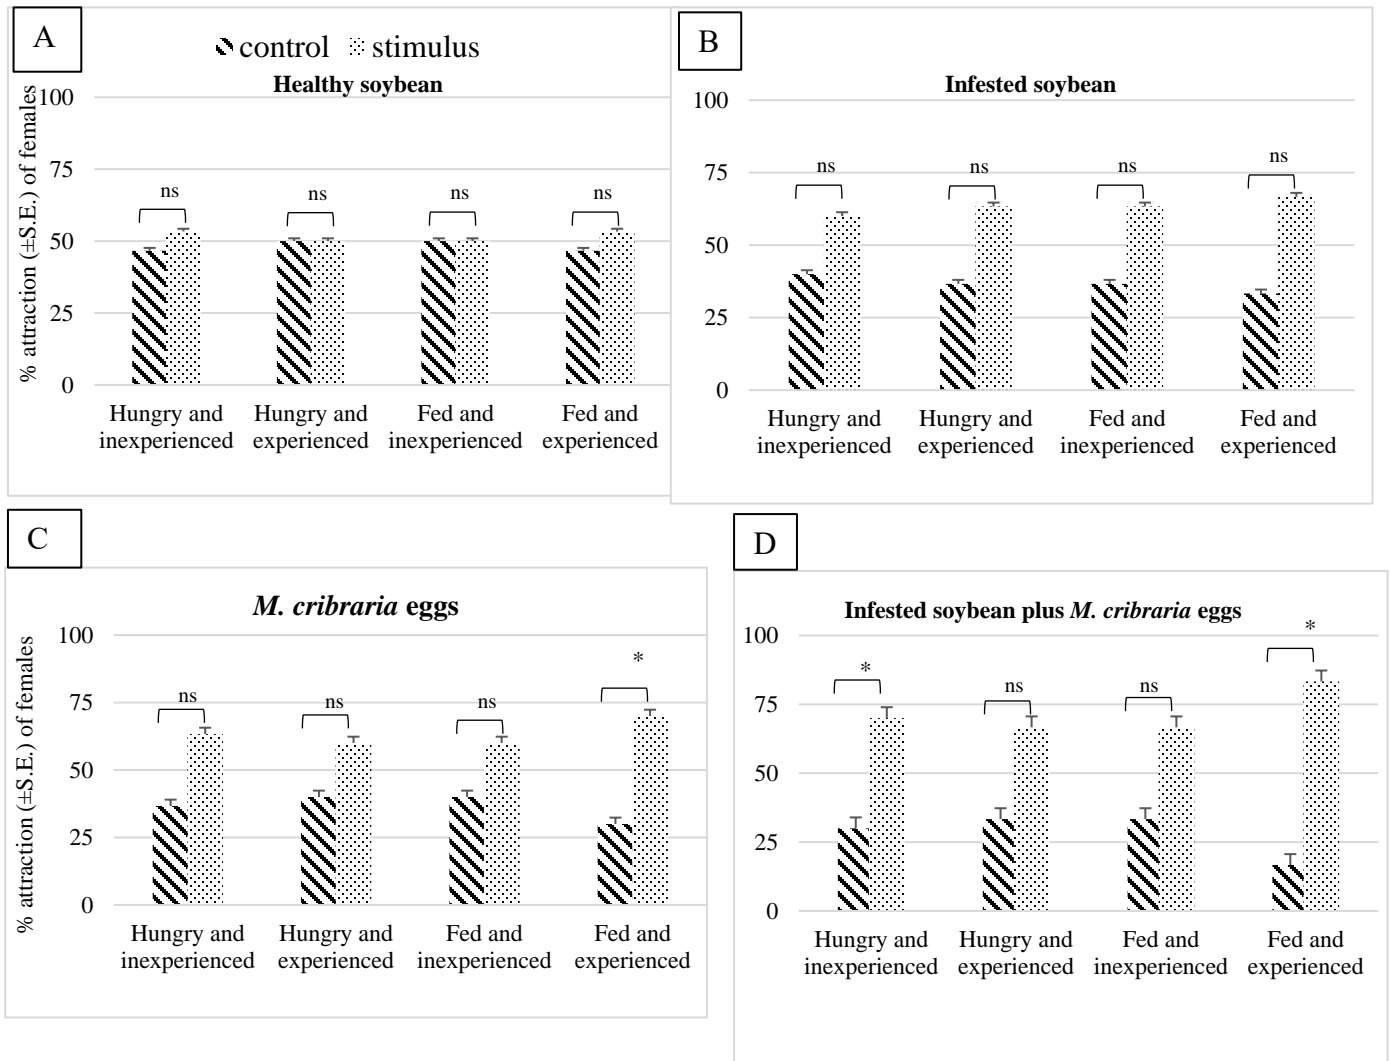 A
control stimulus
Healthy soybean
% attraction (±S.E.) of females
100
75
50
25
0
ns
ns
ns
ns
Hungry and
inexperienced
Hungry and
experienced
Fed and
inexperienced
Fed and
experienced
B
Infested soybean
100
75
50
25
0
ns
ns
ns
ns
Hungry and
inexperienced
Hungry and
experienced
Fed and
inexperienced
Fed and
experienced
C
M. cribraria eggs
% attraction (±S.E.) of females
100
75
50
25
0
ns
ns
ns
*
Hungry and
inexperienced
Hungry and
experienced
Fed and
inexperienced
Fed and
experienced
D
Infested soybean plus M. cribraria eggs
100
75
50
25
0
*
ns
ns
*
Hungry and
inexperienced
Hungry and
experienced
Fed and
inexperienced
Fed and
experienced